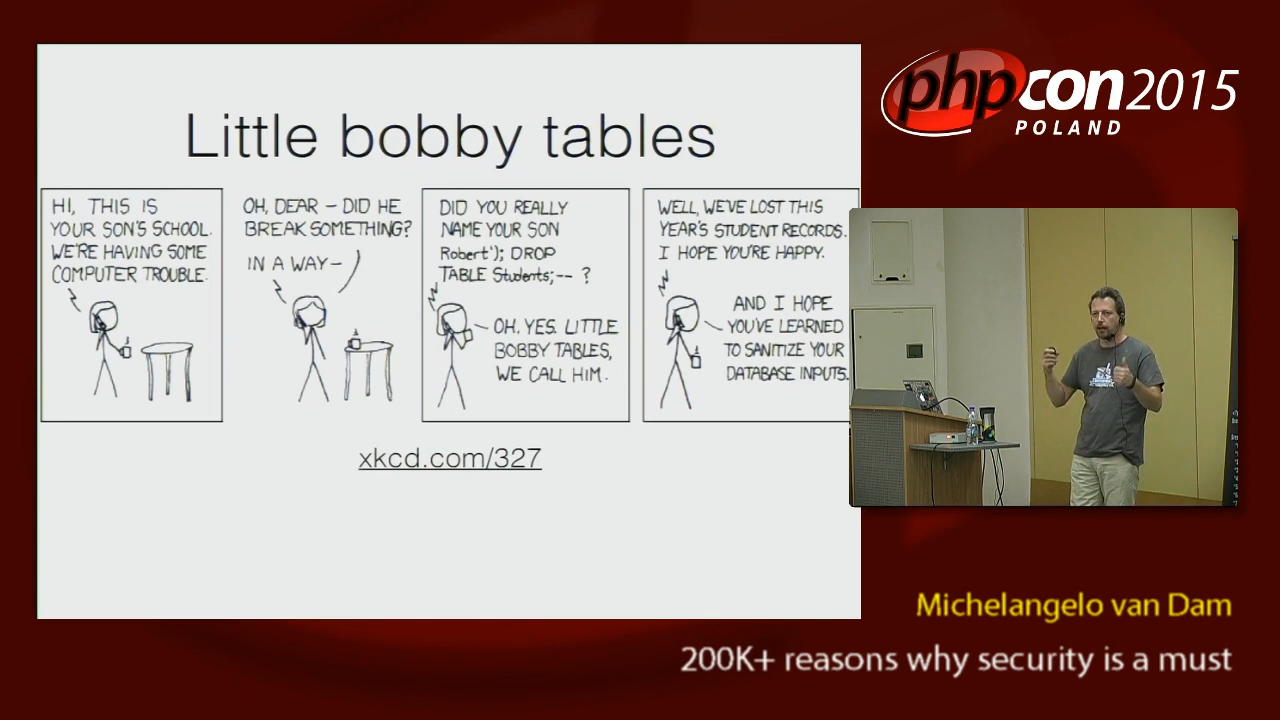 Little bobby tables
HI, THIS IS
YOUR SON'S SCHOOL.
WE'RE HAVING SOME
COMPUTER TROUBLE.
OH, DEAR – DID HE
BREAK SOMETHING?
IN A WAY–
DID YOU REALLY
NAME YOUR SON
Robert'); DROP
TABLE Students;-- ?
OH. YES. LITTLE
BOBBY TABLES,
WE CALL HIM.
WELL, WE'VE LOST THIS
YEAR'S STUDENT RECORDS.
I HOPE YOU'RE HAPPY.
AND I HOPE
YOU'VE LEARNED
TO SANITIZE YOUR
DATABASE INPUTS.
xkcd.com/327
phpcon2015
POLAND
Michelangelo van Dam
200K+ reasons why security is a must